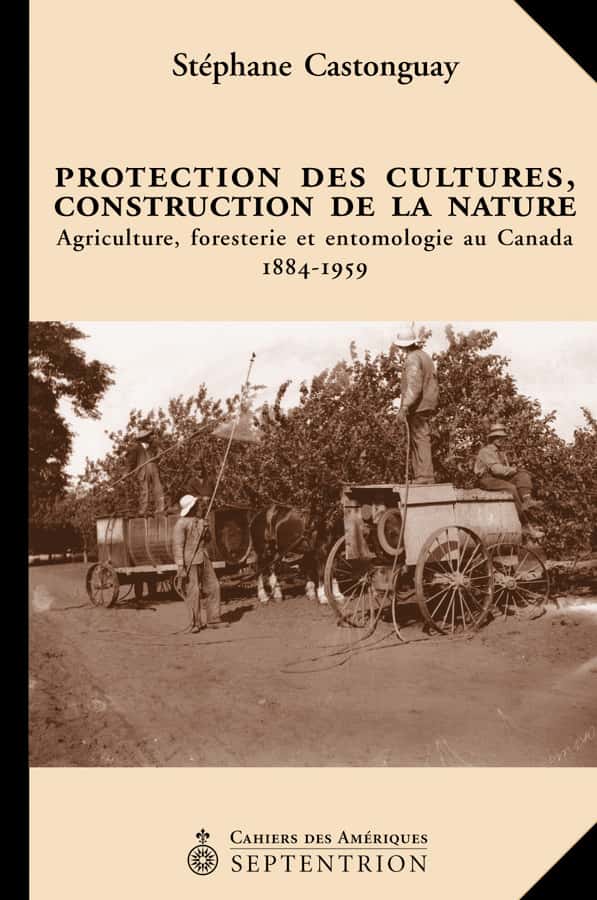 Stéphane Castonguay
PROTECTION DES CULTURES,
CONSTRUCTION DE LA NATURE
Agriculture, foresterie et entomologie au Canada
1884-1959
CAHIERS DES AMÉRIQUES
SEPTENTRION